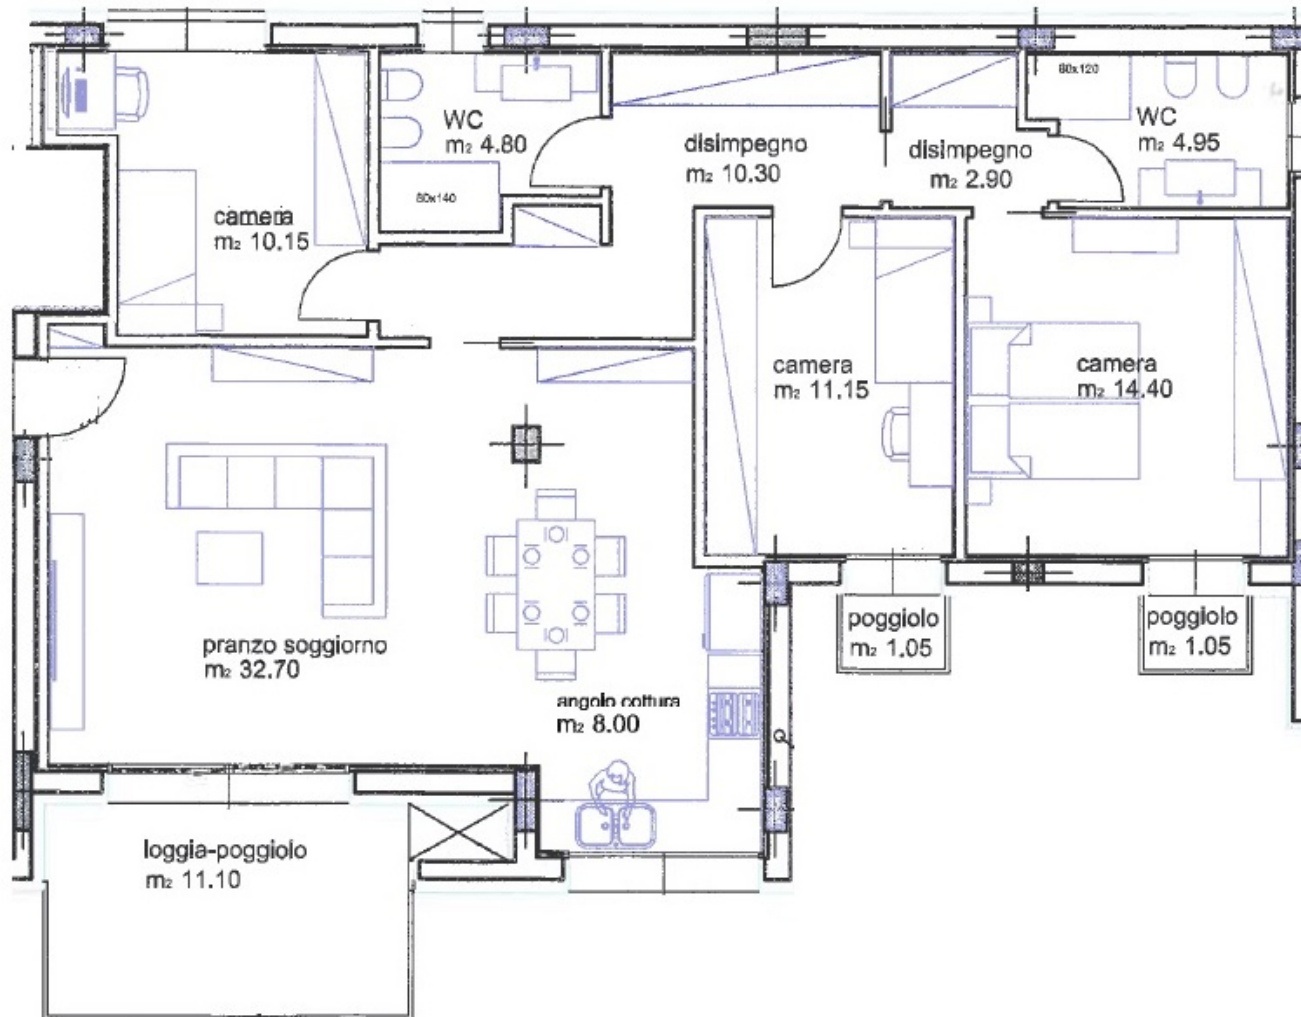 60x120
WC
m2 4.80
WC
m2 4.95
disimpegno
m2 10.30
disimpegno
m2 2.90
80x140
camera
m2 10.15
camera
m2 11.15
camera
m2 14.40
poggiolo
m2 1.05
poggiolo
m2 1.05
pranzo soggiorno
m2 32.70
angolo cottura
m2 8.00
loggia-poggiolo
m2 11.10